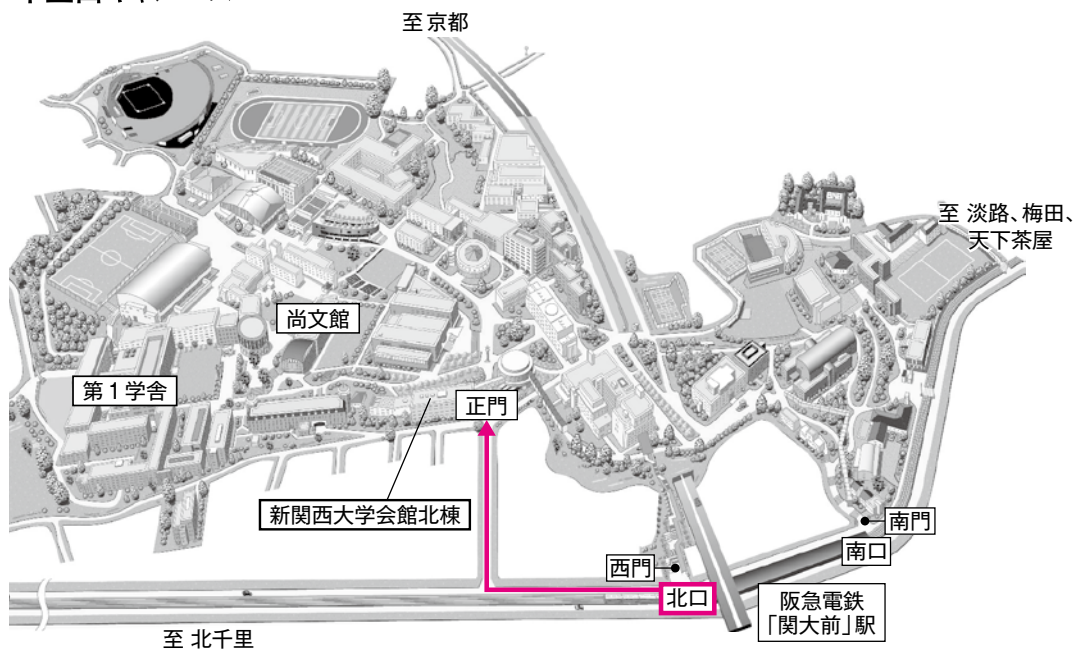 至 京都
至 淡路、梅田、
天下茶屋
尚文館
第1学舎
正門
新関西大学会館北棟
南門
南口
西門
北口
阪急電鉄
「関大前」駅
至 北千里